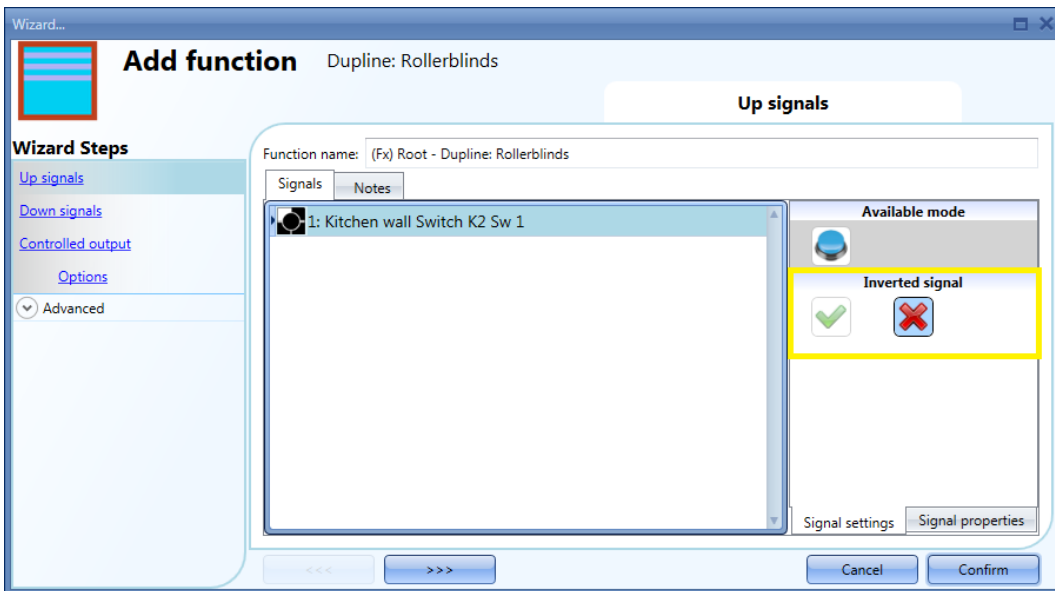 Wizard...
Add function Dupline: Rollerblinds
Up signals
Wizard Steps
Up signals
Down signals
Controlled output
Options
Advanced
Function name: (Fx) Root - Dupline: Rollerblinds
Signals Notes
1: Kitchen wall Switch K2 Sw 1
Available mode
Inverted signal
Signal settings Signal properties
<<< >>> Cancel Confirm